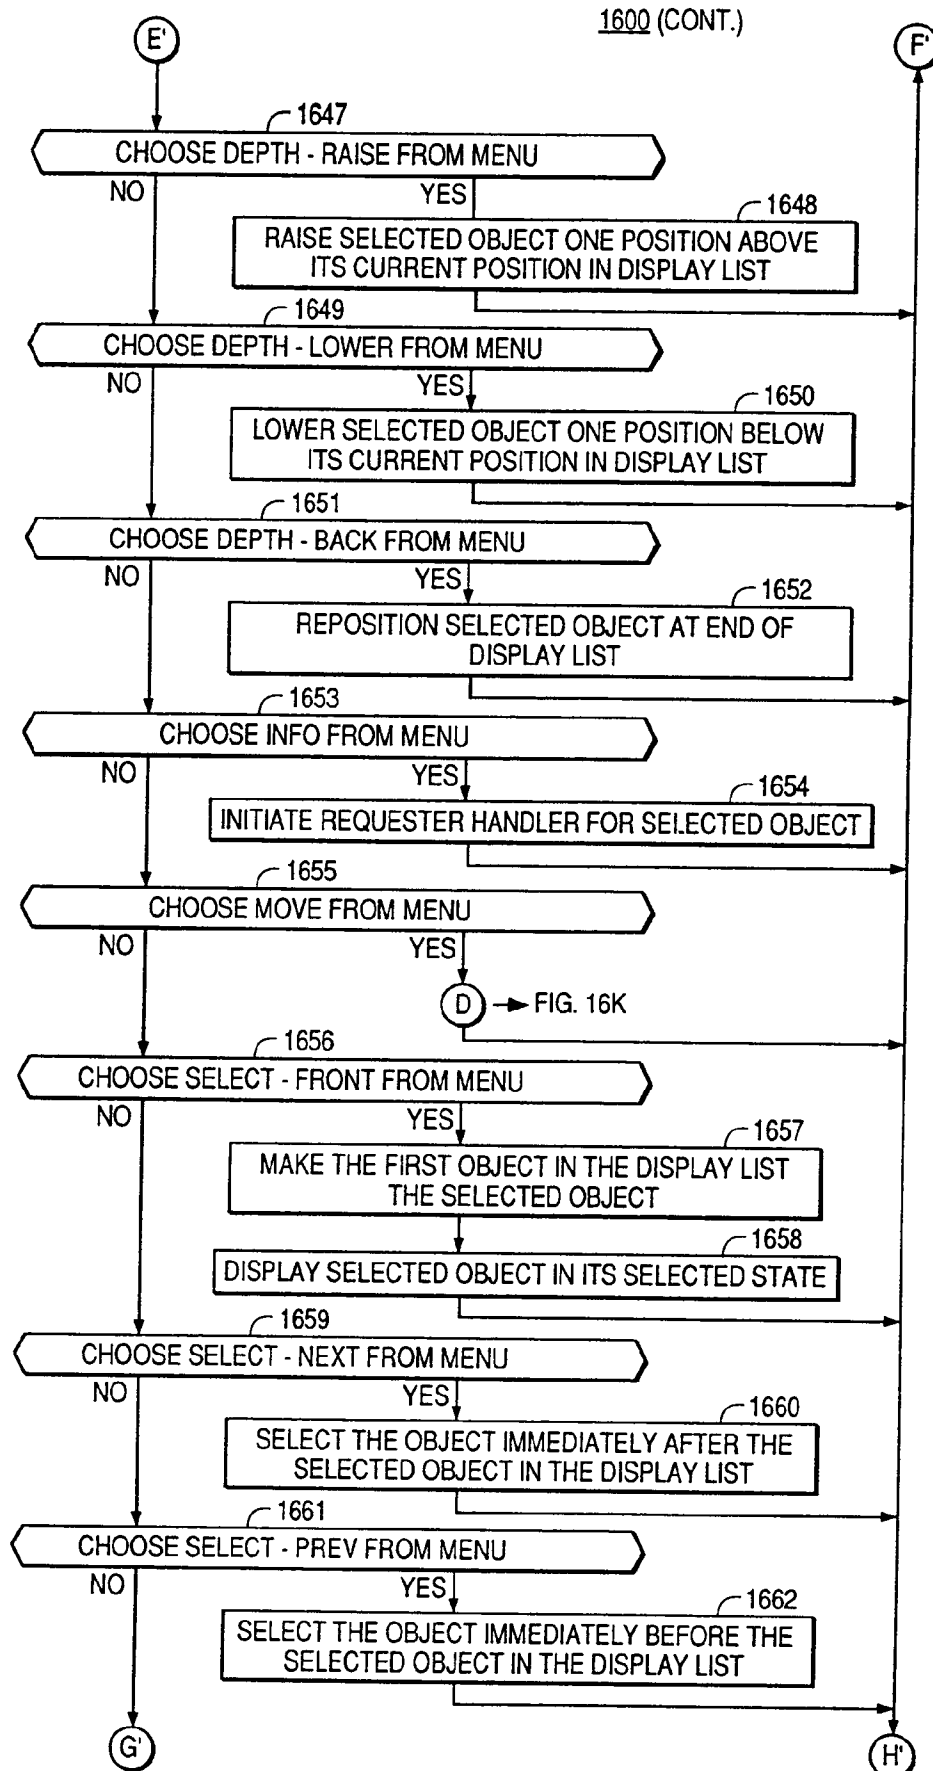 1600 (CONT.)
E'
F'
1647
CHOOSE DEPTH - RAISE FROM MENU
NO
YES
1648
RAISE SELECTED OBJECT ONE POSITION ABOVE
ITS CURRENT POSITION IN DISPLAY LIST
1649
CHOOSE DEPTH - LOWER FROM MENU
NO
YES
1650
LOWER SELECTED OBJECT ONE POSITION BELOW
ITS CURRENT POSITION IN DISPLAY LIST
1651
CHOOSE DEPTH - BACK FROM MENU
NO
YES
1652
REPOSITION SELECTED OBJECT AT END OF
DISPLAY LIST
1653
CHOOSE INFO FROM MENU
NO
YES
1654
INITIATE REQUESTER HANDLER FOR SELECTED OBJECT
1655
CHOOSE MOVE FROM MENU
NO
YES
D
FIG. 16K
1656
CHOOSE SELECT - FRONT FROM MENU
NO
YES
1657
MAKE THE FIRST OBJECT IN THE DISPLAY LIST
THE SELECTED OBJECT
1658
DISPLAY SELECTED OBJECT IN ITS SELECTED STATE
1659
CHOOSE SELECT - NEXT FROM MENU
NO
YES
1660
SELECT THE OBJECT IMMEDIATELY AFTER THE
SELECTED OBJECT IN THE DISPLAY LIST
1661
CHOOSE SELECT - PREV FROM MENU
NO
YES
1662
SELECT THE OBJECT IMMEDIATELY BEFORE THE
SELECTED OBJECT IN THE DISPLAY LIST
G'
H'